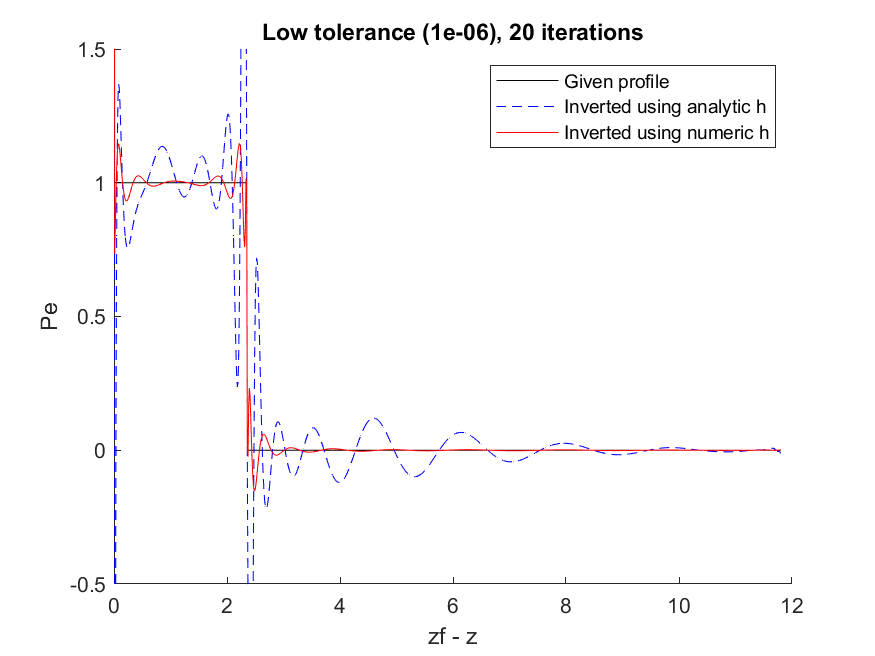 Low tolerance (1e-06), 20 iterations
Given profile
Inverted using analytic h
Inverted using numeric h
1.5
1
0.5
0
-0.5
Pe
0 2 4 6 8 10 12
zf - z